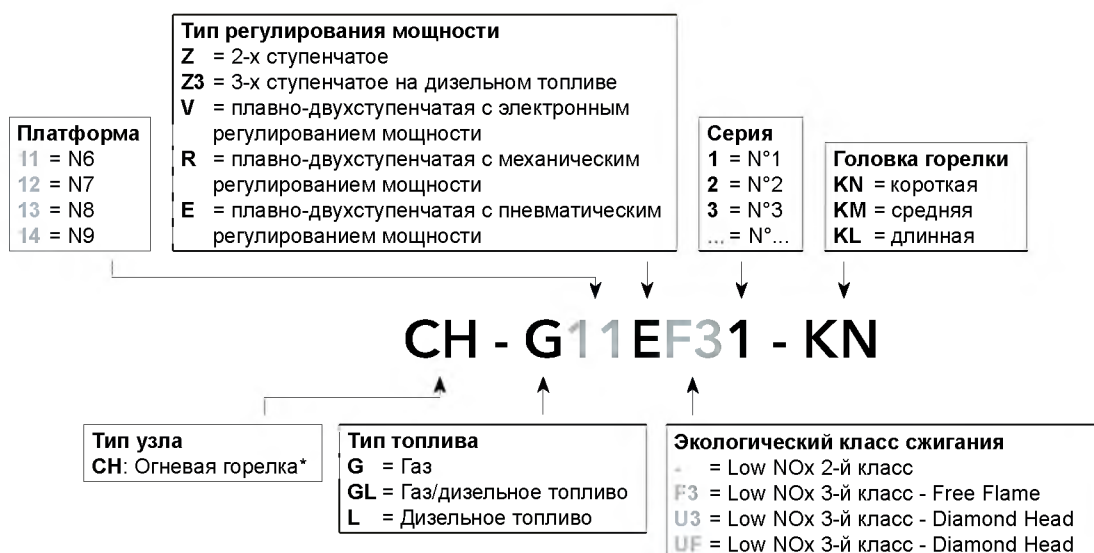 Тип регулирования мощности
Z = 2-х ступенчатое
Z3 = 3-х ступенчатое на дизельном топливе
V = плавно-двухступенчатая с электронным
регулированием мощности
R = плавно-двухступенчатая с механическим
регулированием мощности
E = плавно-двухступенчатая с пневматическим
регулированием мощности
Платформа
11 = N6
12 = N7
13 = N8
14 = N9
Серия
1 = N°1
2 = N°2
3 = N°3
... = N°...
Головка горелки
KN = короткая
KM = средняя
KL = длинная
CH - G11EF31 - KN
Тип узла
CH: Огневая горелка*
Тип топлива
G = Газ
GL = Газ/дизельное топливо
L = Дизельное топливо
Экологический класс сжигания
- = Low NOx 2-й класс
F3 = Low NOx 3-й класс - Free Flame
U3 = Low NOx 3-й класс - Diamond Head
UF = Low NOx 3-й класс - Diamond Head